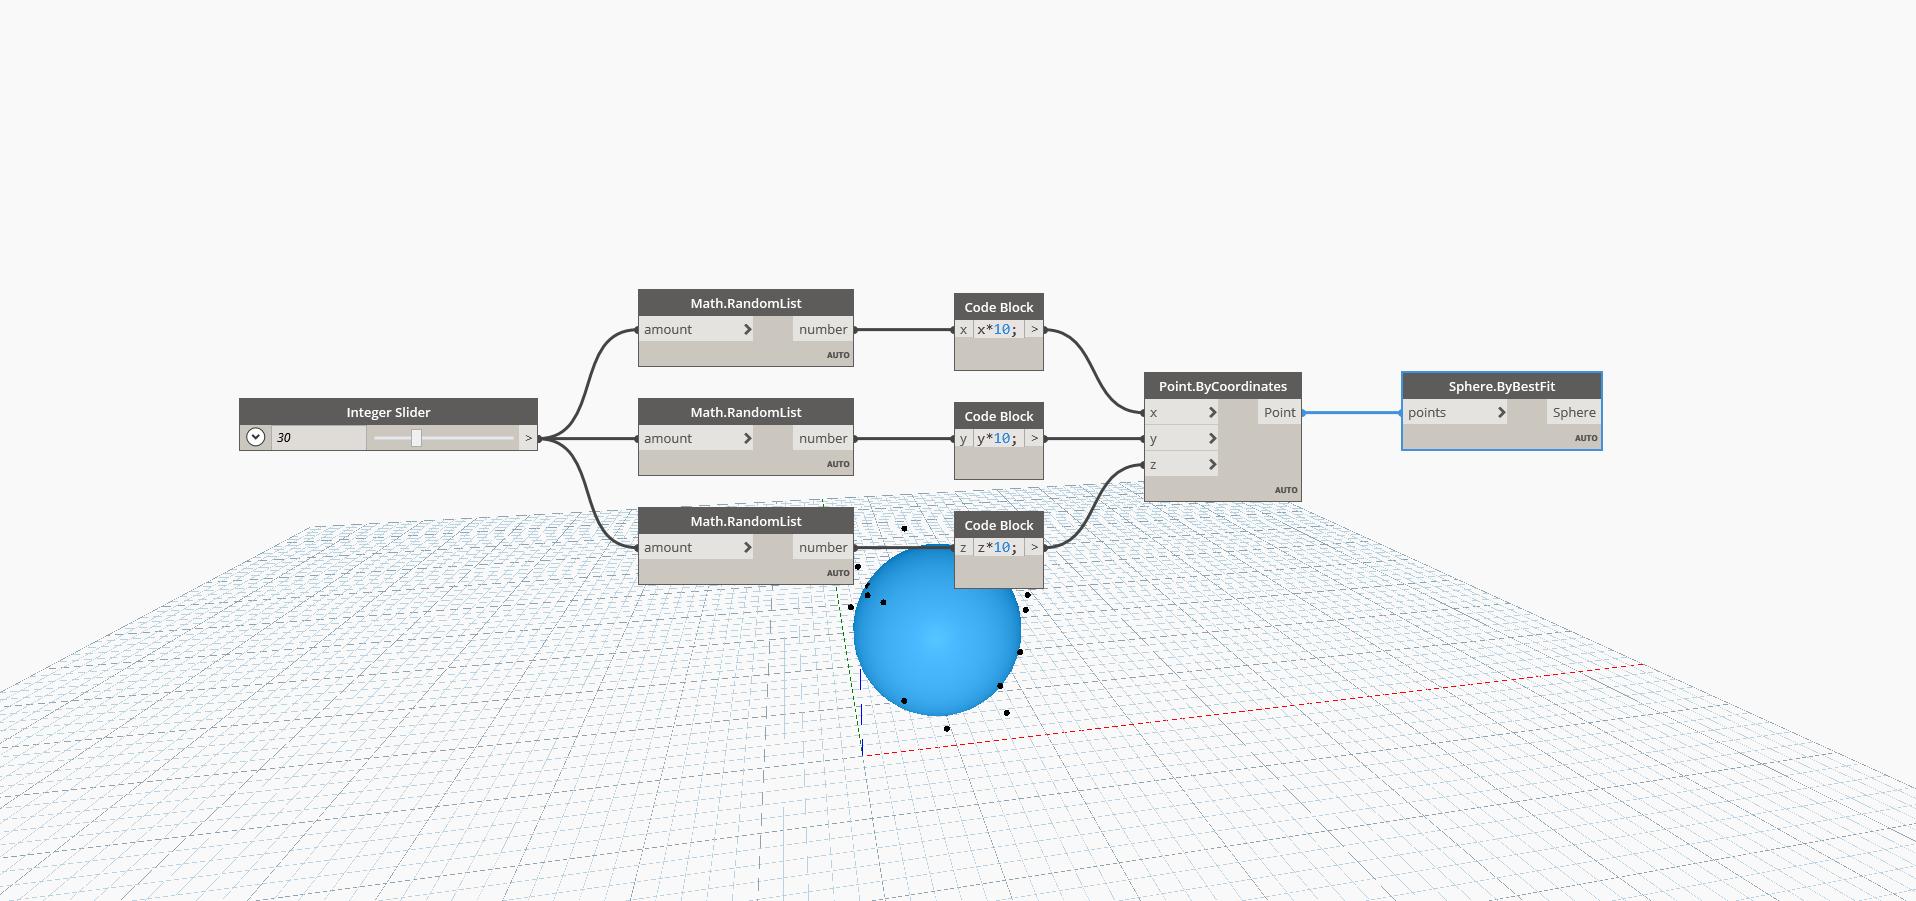 Math.RandomList
amount
number
AUTO
Code Block
x x*10; >
Integer Slider
30 >
Math.RandomList
amount
number
AUTO
Code Block
y y*10; >
Point.ByCoordinates
x
Point
y
z
AUTO
Sphere.ByBestFit
points
Sphere
AUTO
Math.RandomList
amount
number
AUTO
Code Block
z z*10; >